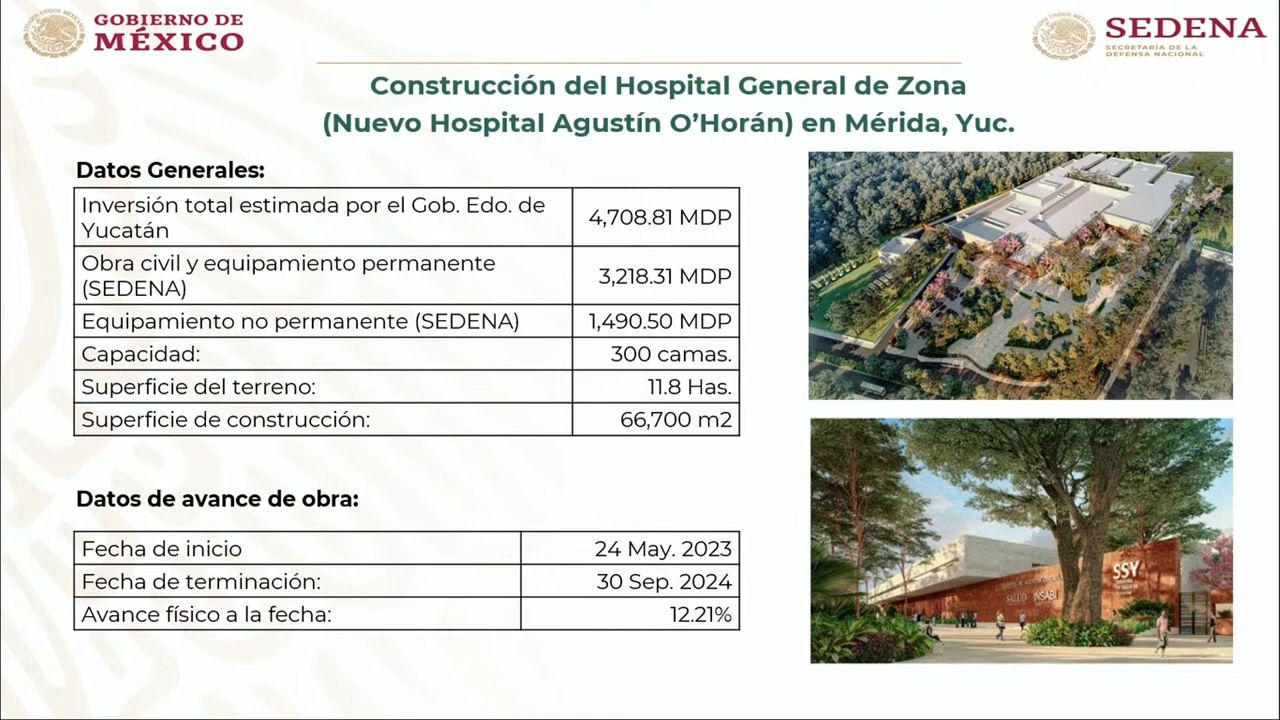 GOBIERNO DE
MÉXICO
SEDENA
SECRETARÍA DE LA
DEFENSA NACIONAL
Construcción del Hospital General de Zona
(Nuevo Hospital Agustín O’Horán) en Mérida, Yuc.
Datos Generales:
Inversión total estimada por el Gob. Edo. de
Yucatán
4,708.81 MDP
Obra civil y equipamiento permanente
(SEDENA)
3,218.31 MDP
Equipamiento no permanente (SEDENA)
1,490.50 MDP
Capacidad:
300 camas.
Superficie del terreno:
11.8 Has.
Superficie de construcción:
66,700 m2
Datos de avance de obra:
Fecha de inicio
24 May. 2023
Fecha de terminación:
30 Sep. 2024
Avance físico a la fecha:
12.21%
SALUD INSABI
SSY